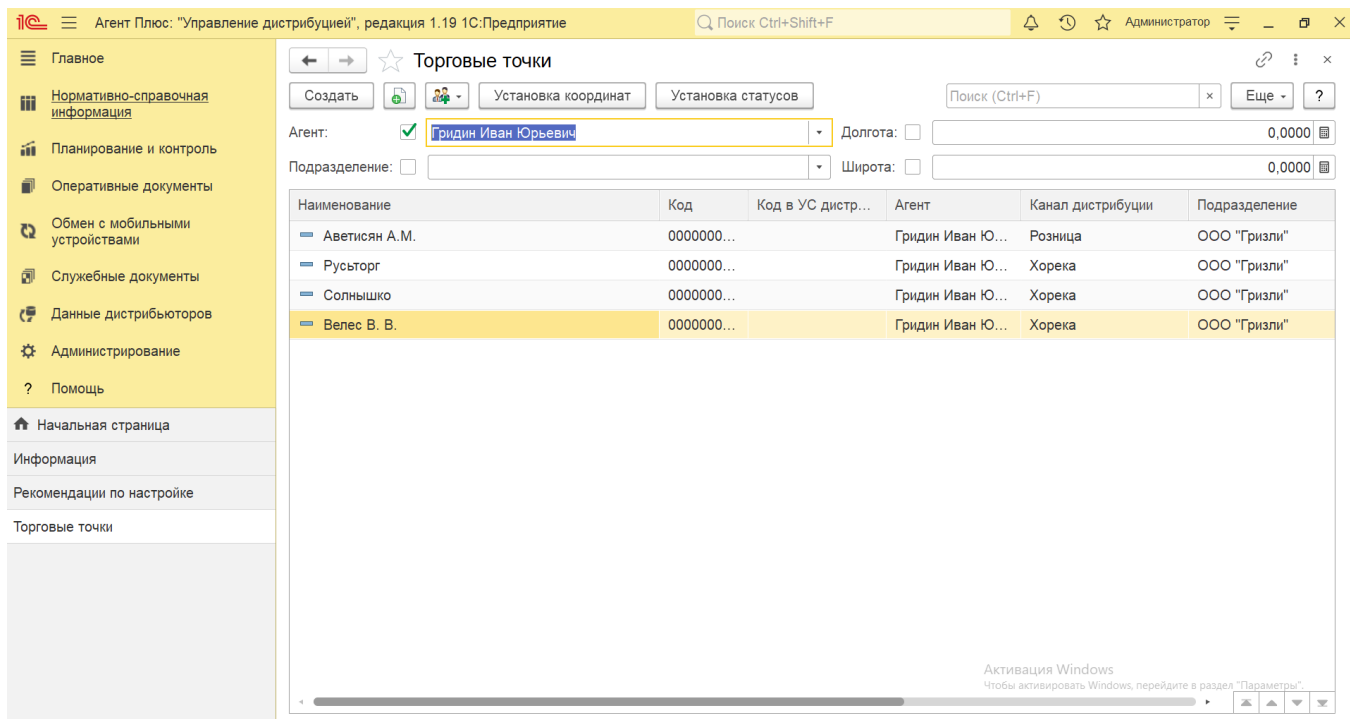 Агент Плюс: "Управление дистрибуцией", редакция 1.19 1С:Предприятие
Поиск Ctrl+Shift+F
Администратор
Главное
Нормативно-справочная
информация
Планирование и контроль
Оперативные документы
Обмен с мобильными
устройствами
Служебные документы
Данные дистрибьюторов
Администрирование
? Помощь
Начальная страница
Информация
Рекомендации по настройке
Торговые точки
Торговые точки
Создать Установка координат Установка статусов Поиск (Ctrl+F) × Еще ?
Агент: Гридин Иван Юрьевич Долгота: 0,0000
Подразделение: Широта: 0,0000
Наименование Код Код в УС дистр... Агент Канал дистрибуции Подразделение
Аветисян А.М. 0000000... Гридин Иван Ю... Розница ООО "Гризли"
Русьторг 0000000... Гридин Иван Ю... Хорека ООО "Гризли"
Солнышко 0000000... Гридин Иван Ю... Хорека ООО "Гризли"
Велес В. В. 0000000... Гридин Иван Ю... Хорека ООО "Гризли"
Активация Windows
Чтобы активировать Windows, перейдите в раздел "Параметры".